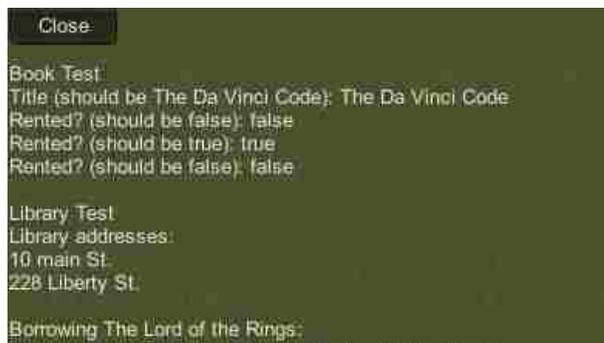 Close
Book Test
Title (should be The Da Vinci Code): The Da Vinci Code
Rented? (should be false): false
Rented? (should be true): true
Rented? (should be false): false
Library Test
Library addresses:
10 main St.
228 Liberty St.
Borrowing The Lord of the Rings: